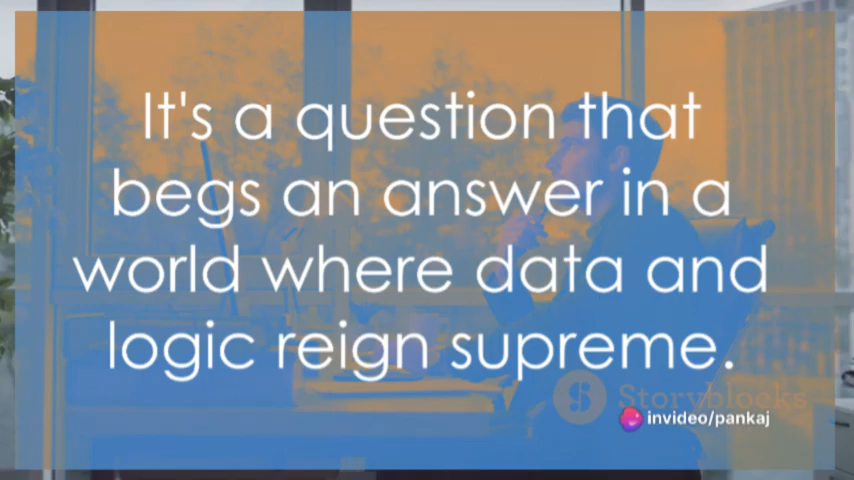 It's a question that
begs an answer in a
world where data and
logic reign supreme.
Storyblocks
invideo/pankaj